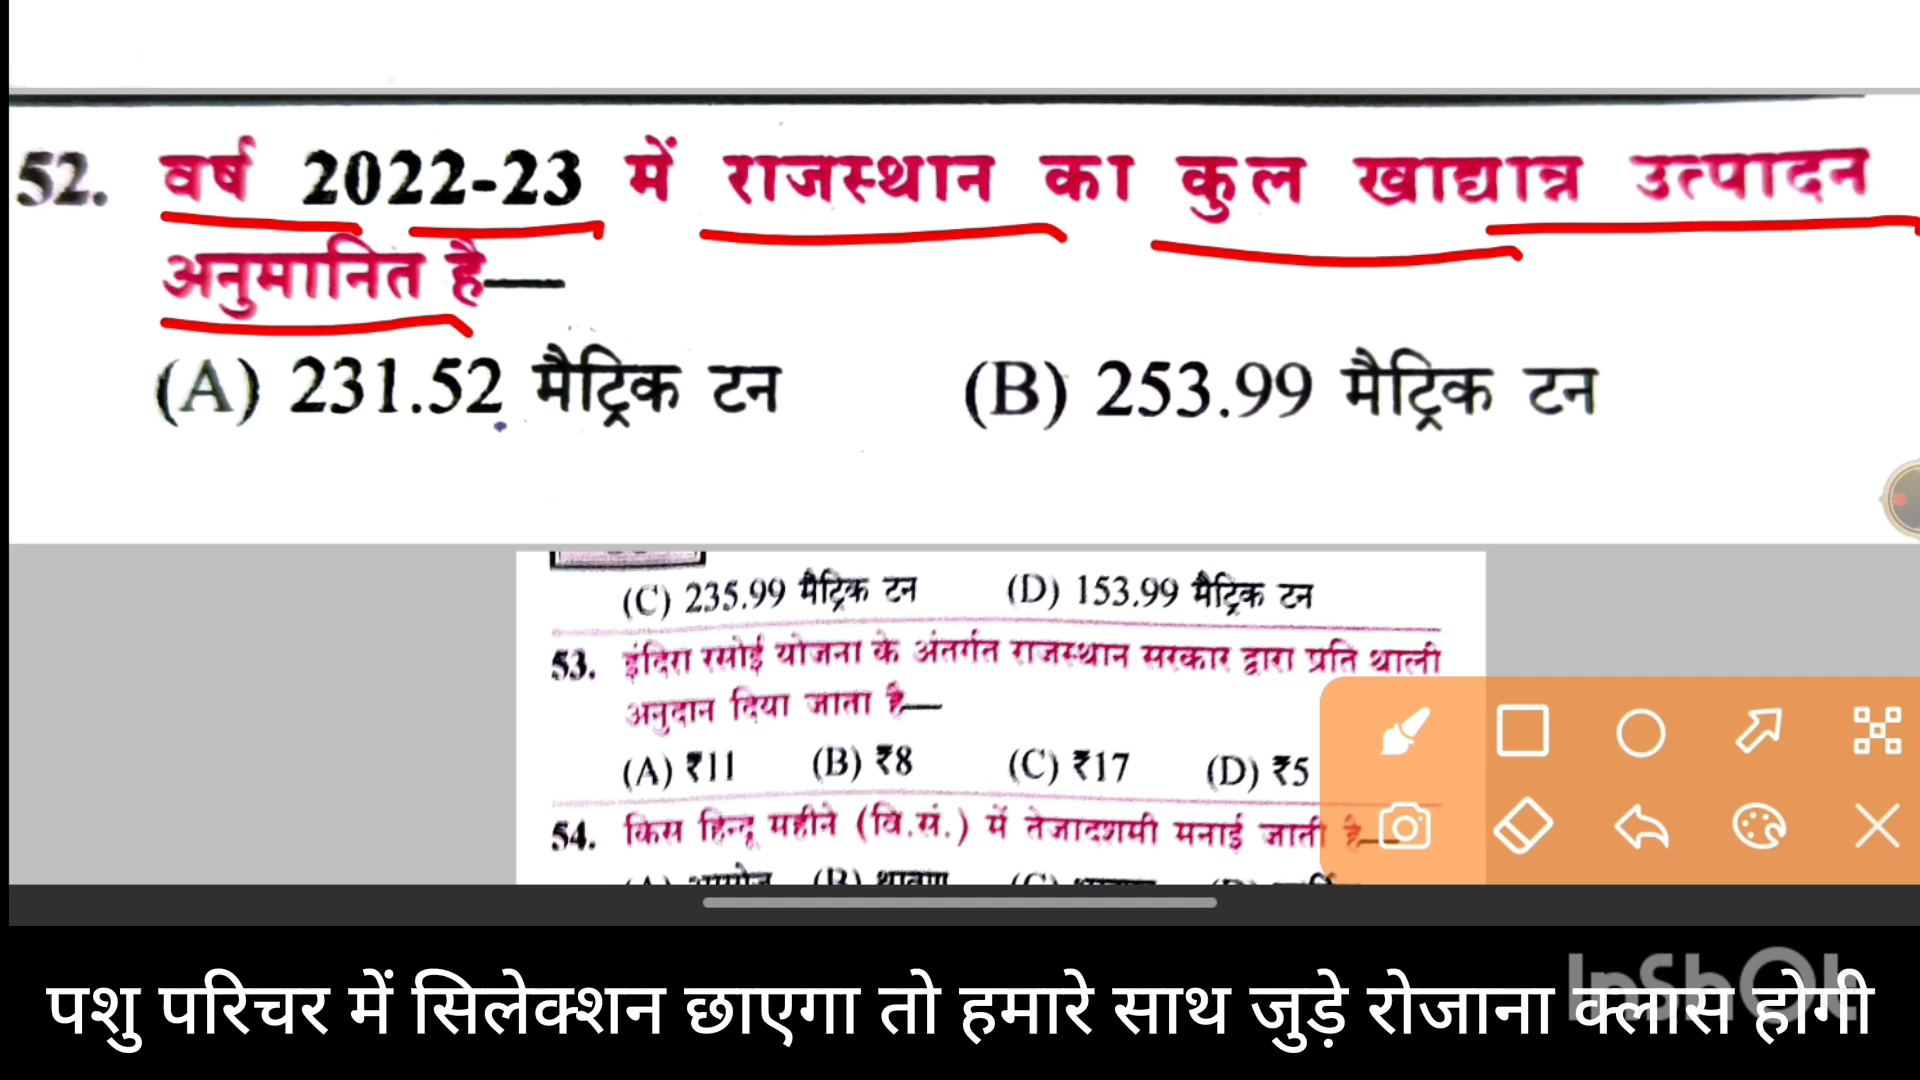 52. वर्ष 2022-23 में राजस्थान का कुल खाद्यान्न उत्पादन
अनुमानित है—
(A) 231.52 मैट्रिक टन (B) 253.99 मैट्रिक टन
(C) 235.99 मैट्रिक टन (D) 153.99 मैट्रिक टन
53. इंदिरा रसोई योजना के अंतर्गत राजस्थान सरकार द्वारा प्रति थाली
अनुदान दिया जाता है—
(A) ₹11 (B) ₹8 (C) ₹17 (D) ₹5
54. किस हिन्दू महीने (वि.सं.) में तेजादशमी मनाई जाती है—
(B) श्रावण
पशु परिचर में सिलेक्शन छाएगा तो हमारे साथ जुड़े रोजाना क्लास होगी
InShOt